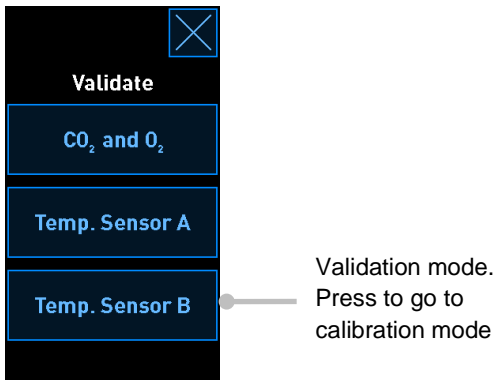 Validate
CO₂ and O₂
Temp. Sensor A
Temp. Sensor B
Validation mode.
Press to go to
calibration mode